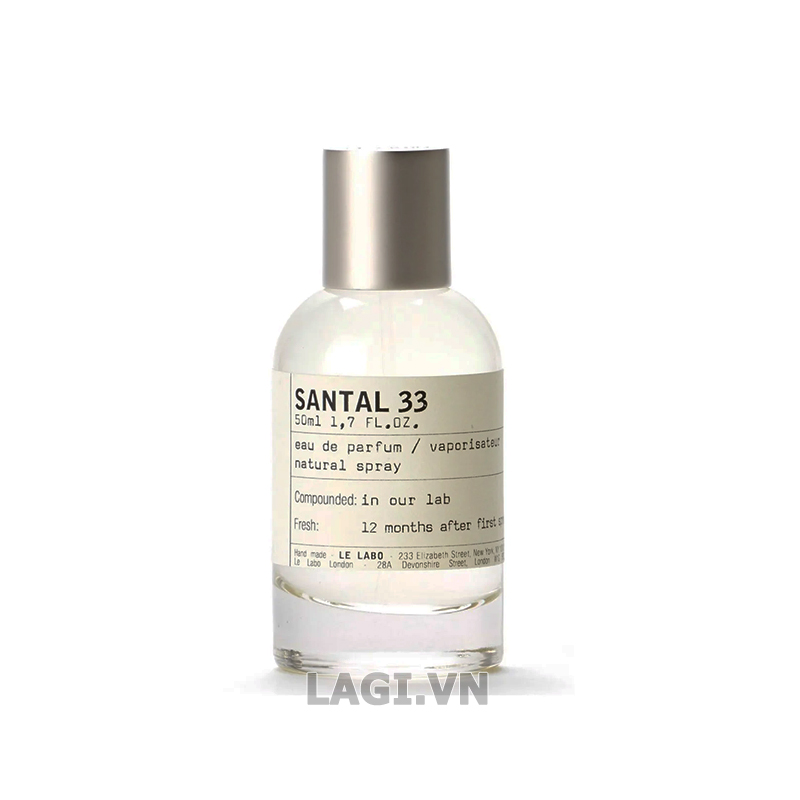 SANTAL 33
50ml 1,7 FL.OZ.
eau de parfum / vaporisateur
natural spray
Compounded: in our lab
Fresh: 12 months after first
Hand made - LE LABO - 233 Elizabeth Street, New York,
Le Labo London - 28A Devonshire Street, London
LAGI.VN